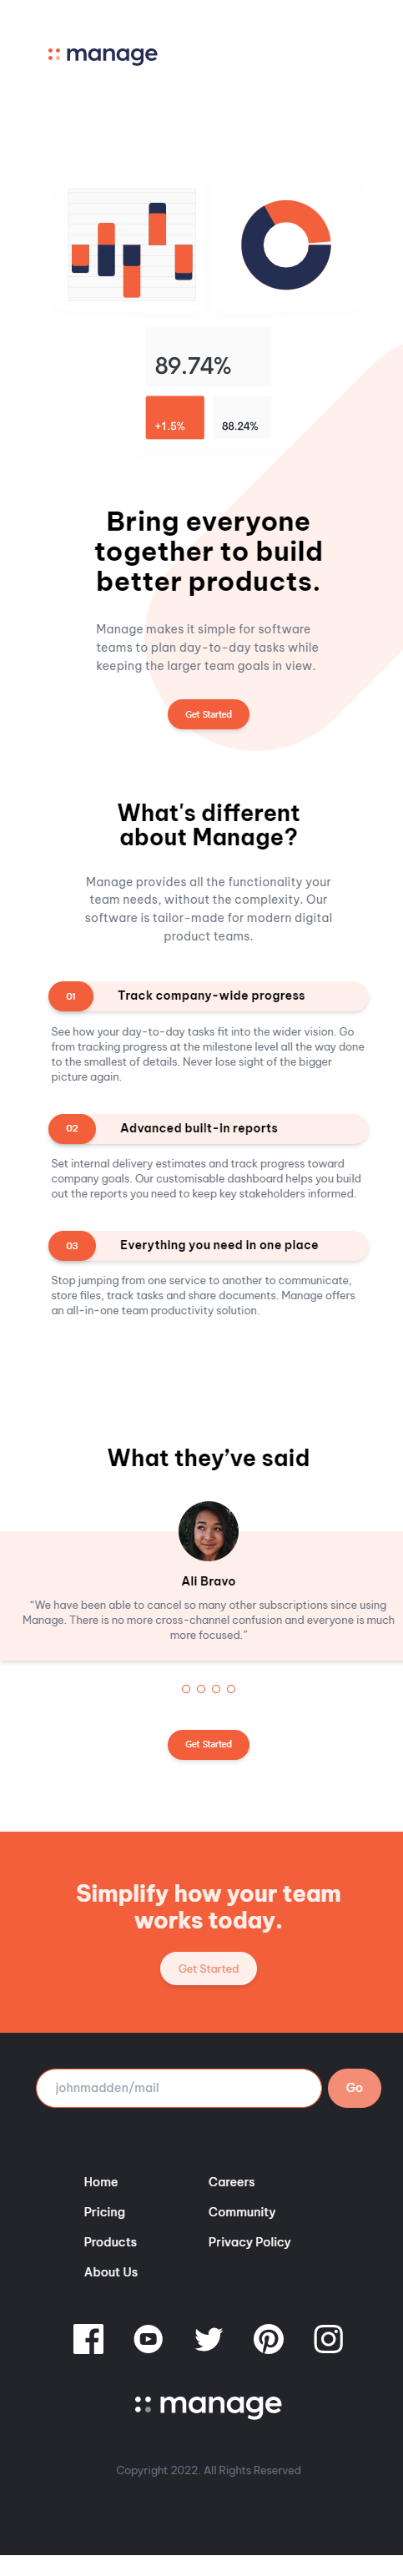 manage
89.74%
+1.5%
88.24%
Bring everyone
together to build
better products.
Manage makes it simple for software
teams to plan day-to-day tasks while
keeping the larger team goals in view.
Get Started
What's different
about Manage?
Manage provides all the functionality your
team needs, without the complexity. Our
software is tailor-made for modern digital
product teams.
01 Track company-wide progress
See how your day-to-day tasks fit into the wider vision. Go
from tracking progress at the milestone level all the way done
to the smallest of details. Never lose sight of the bigger
picture again.
02 Advanced built-in reports
Set internal delivery estimates and track progress toward
company goals. Our customisable dashboard helps you build
out the reports you need to keep key stakeholders informed.
03 Everything you need in one place
Stop jumping from one service to another to communicate,
store files, track tasks and share documents. Manage offers
an all-in-one team productivity solution.
What they’ve said
Ali Bravo
“We have been able to cancel so many other subscriptions since using
Manage. There is no more cross-channel confusion and everyone is much
more focused.”
Get Started
Simplify how your team
works today.
Get Started
johnmadden/mail
Go
Home
Pricing
Products
About Us
Careers
Community
Privacy Policy
manage
Copyright 2022. All Rights Reserved